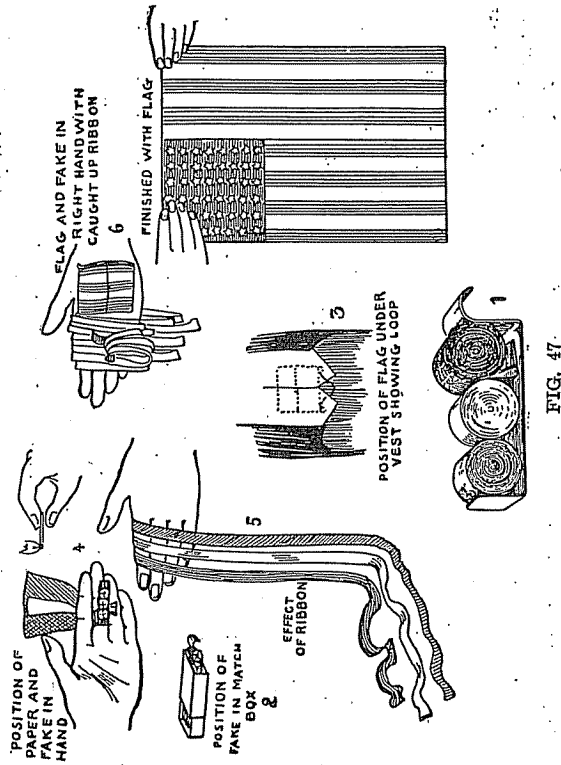 POSITION OF
PAPER AND
FAKE IN
HAND
4
POSITION OF
FAKE IN MATCH
BOX
2
EFFECT
OF RIBBON
5
FLAG AND FAKE IN
RIGHT HAND WITH
CAUGHT UP RIBBON
6
POSITION OF FLAG UNDER
VEST SHOWING LOOP
3
FINISHED WITH FLAG
1
FIG. 47.